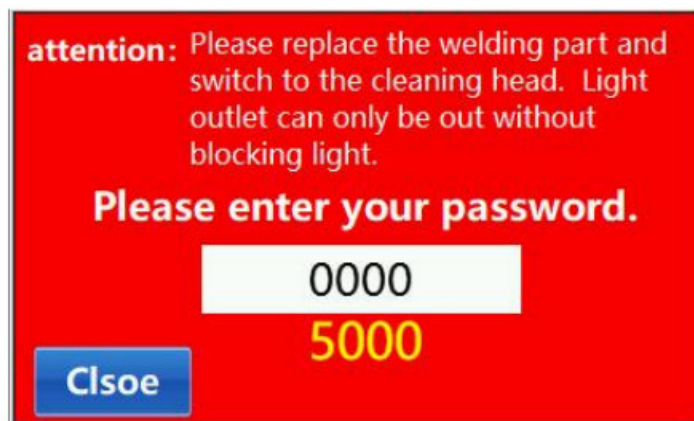 attention: Please replace the welding part and
switch to the cleaning head. Light
outlet can only be out without
blocking light.
Please enter your password.
0000
5000
Clsoe